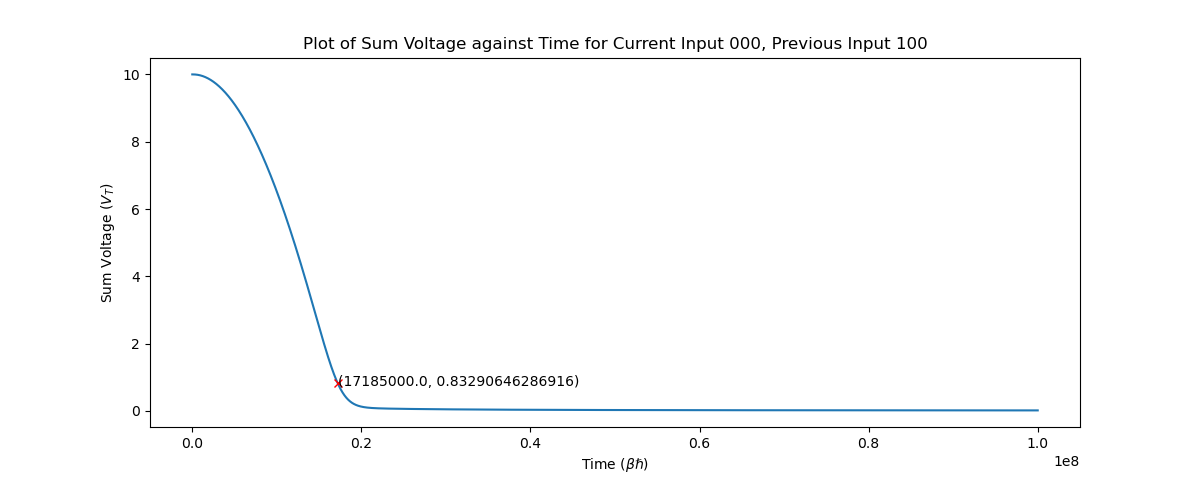 Plot of Sum Voltage against Time for Current Input 000, Previous Input 100
10
8
6
4
2
0
Sum Voltage (V_T)
(17185000.0, 0.83290646286916)
0.0 0.2 0.4 0.6 0.8 1.0
1e8
Time (βℏ)